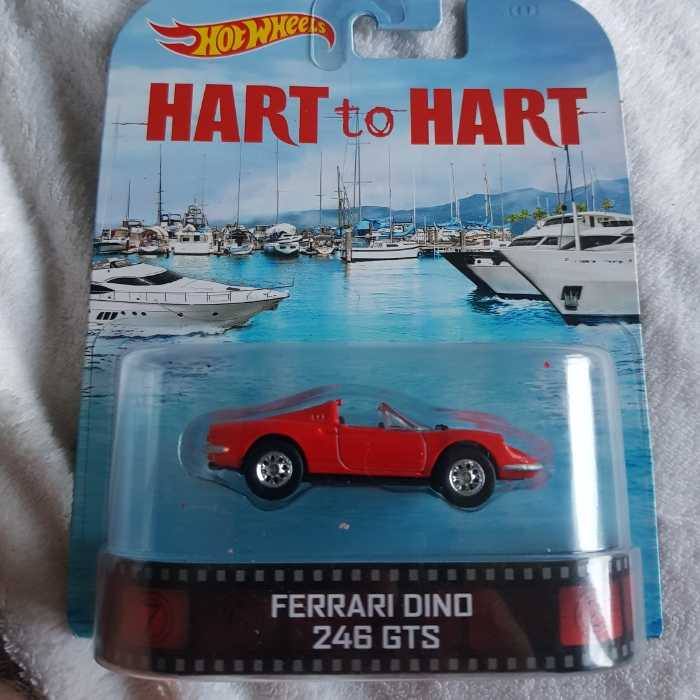 HOT WHEELS
HART to HART
FERRARI DINO
246 GTS